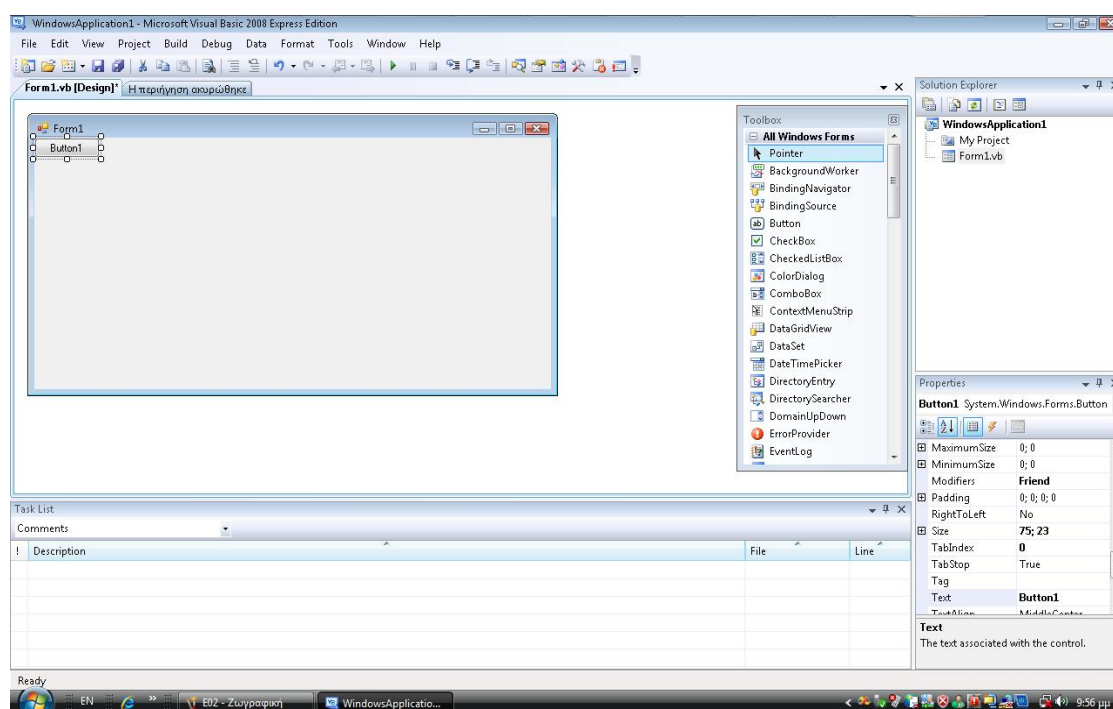 WindowsApplication1 - Microsoft Visual Basic 2008 Express Edition
File Edit View Project Build Debug Data Format Tools Window Help
Form1.vb [Design]* Η περιήγηση ακυρώθηκε
Form1
Button1
Toolbox
All Windows Forms
Pointer
BackgroundWorker
BindingNavigator
BindingSource
Button
CheckBox
CheckedListBox
ColorDialog
ComboBox
ContextMenuStrip
DataGridView
DataSet
DateTimePicker
DirectoryEntry
DirectorySearcher
DomainUpDown
ErrorProvider
EventLog
Solution Explorer
WindowsApplication1
My Project
Form1.vb
Properties
Button1 System.Windows.Forms.Button
MaximumSize 0; 0
MinimumSize 0; 0
Modifiers Friend
Padding 0; 0; 0; 0
RightToLeft No
Size 75; 23
TabIndex 0
TabStop True
Tag
Text Button1
TextAlign MiddleCenter
Text
The text associated with the control.
Task List
Comments
! Description File Line
Ready
EN E02 - Ζωγραφική WindowsApplicatio... 9:56 μμ